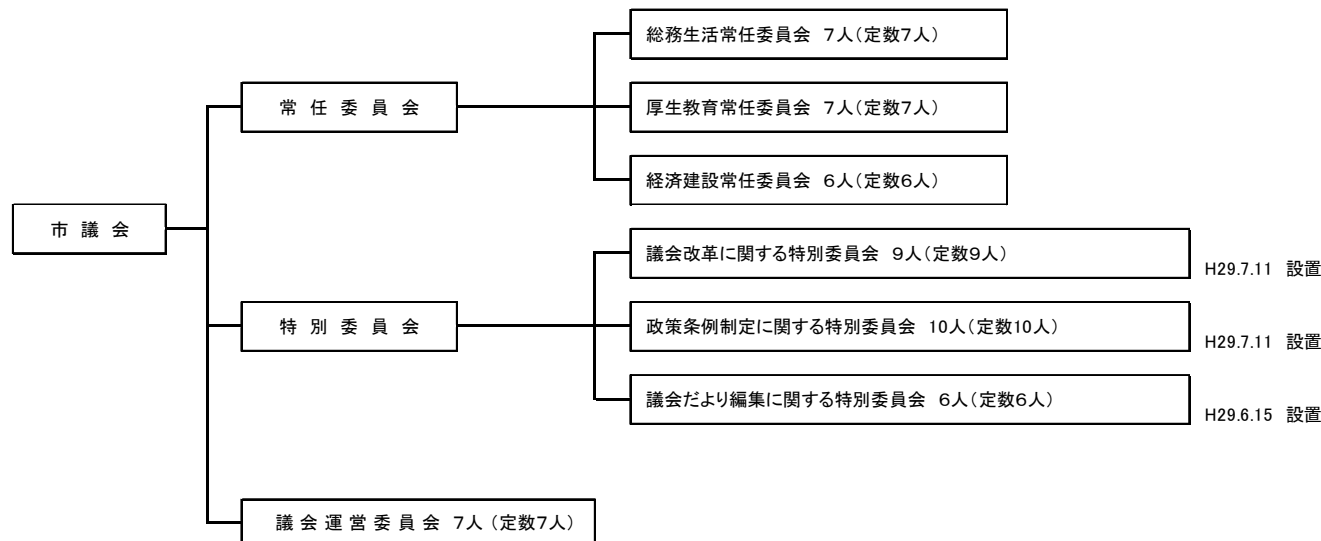 総務生活常任委員会 7人(定数7人)
常 任 委 員 会
厚生教育常任委員会 7人(定数7人)
経済建設常任委員会 6人(定数6人)
市 議 会
議会改革に関する特別委員会 9人(定数9人)
H29.7.11 設置
特 別 委 員 会
政策条例制定に関する特別委員会 10人(定数10人)
H29.7.11 設置
議会だより編集に関する特別委員会 6人(定数6人)
H29.6.15 設置
議 会 運 営 委 員 会 7人 (定数7人)